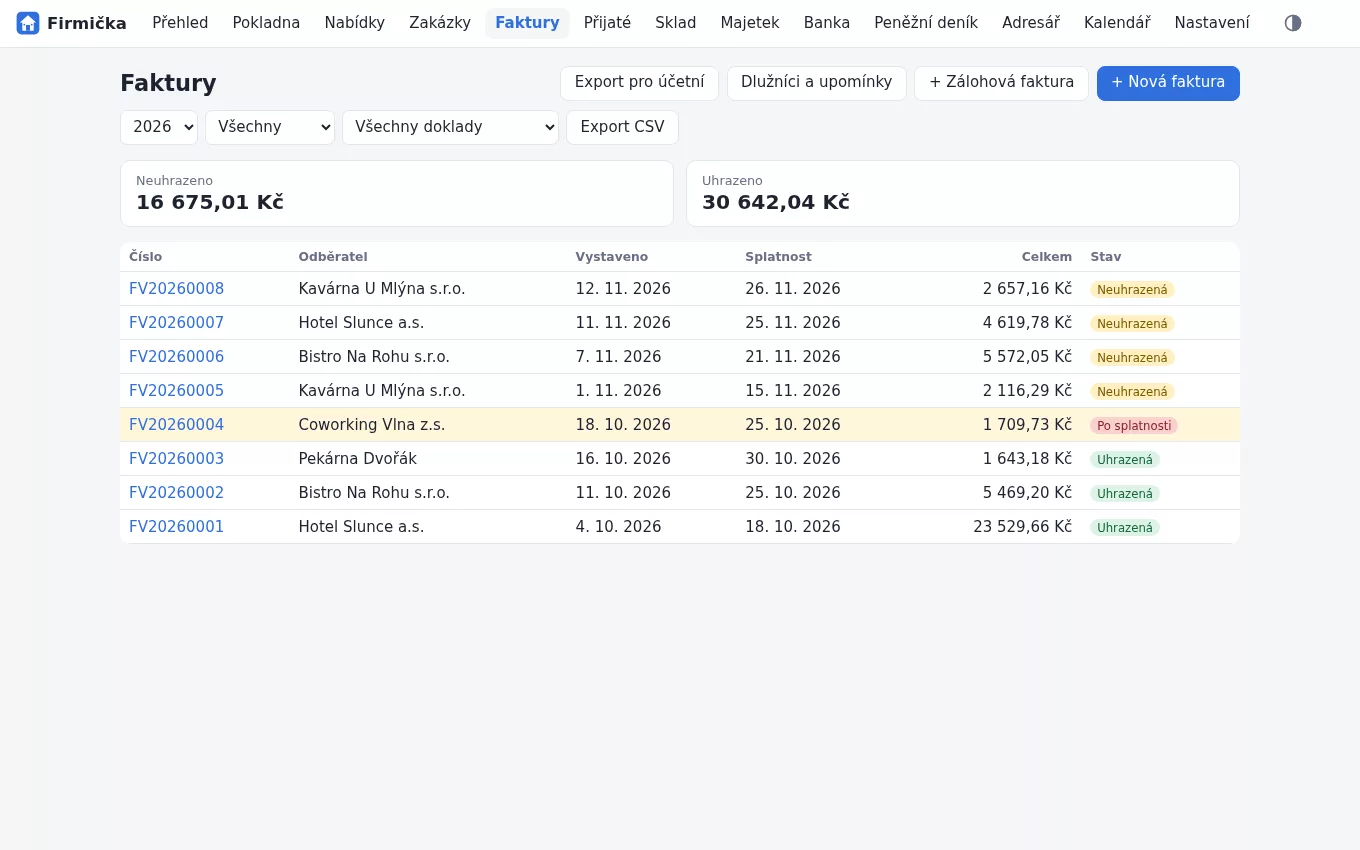 Firmička Přehled Pokladna Nabídky Zakázky Faktury Přijaté Sklad Majetek Banka Peněžní deník Adresář Kalendář Nastavení
Faktury Export pro účetní Dlužníci a upomínky + Zálohová faktura + Nová faktura
2026 Všechny Všechny doklady Export CSV
Neuhrazeno Uhrazeno
16 675,01 Kč 30 642,04 Kč
Číslo Odběratel Vystaveno Splatnost Celkem Stav
FV20260008 Kavárna U Mlýna s.r.o. 12. 11. 2026 26. 11. 2026 2 657,16 Kč Neuhrazená
FV20260007 Hotel Slunce a.s. 11. 11. 2026 25. 11. 2026 4 619,78 Kč Neuhrazená
FV20260006 Bistro Na Rohu s.r.o. 7. 11. 2026 21. 11. 2026 5 572,05 Kč Neuhrazená
FV20260005 Kavárna U Mlýna s.r.o. 1. 11. 2026 15. 11. 2026 2 116,29 Kč Neuhrazená
FV20260004 Coworking Vlna z.s. 18. 10. 2026 25. 10. 2026 1 709,73 Kč Po splatnosti
FV20260003 Pekárna Dvořák 16. 10. 2026 30. 10. 2026 1 643,18 Kč Uhrazená
FV20260002 Bistro Na Rohu s.r.o. 11. 10. 2026 25. 10. 2026 5 469,20 Kč Uhrazená
FV20260001 Hotel Slunce a.s. 4. 10. 2026 18. 10. 2026 23 529,66 Kč Uhrazená